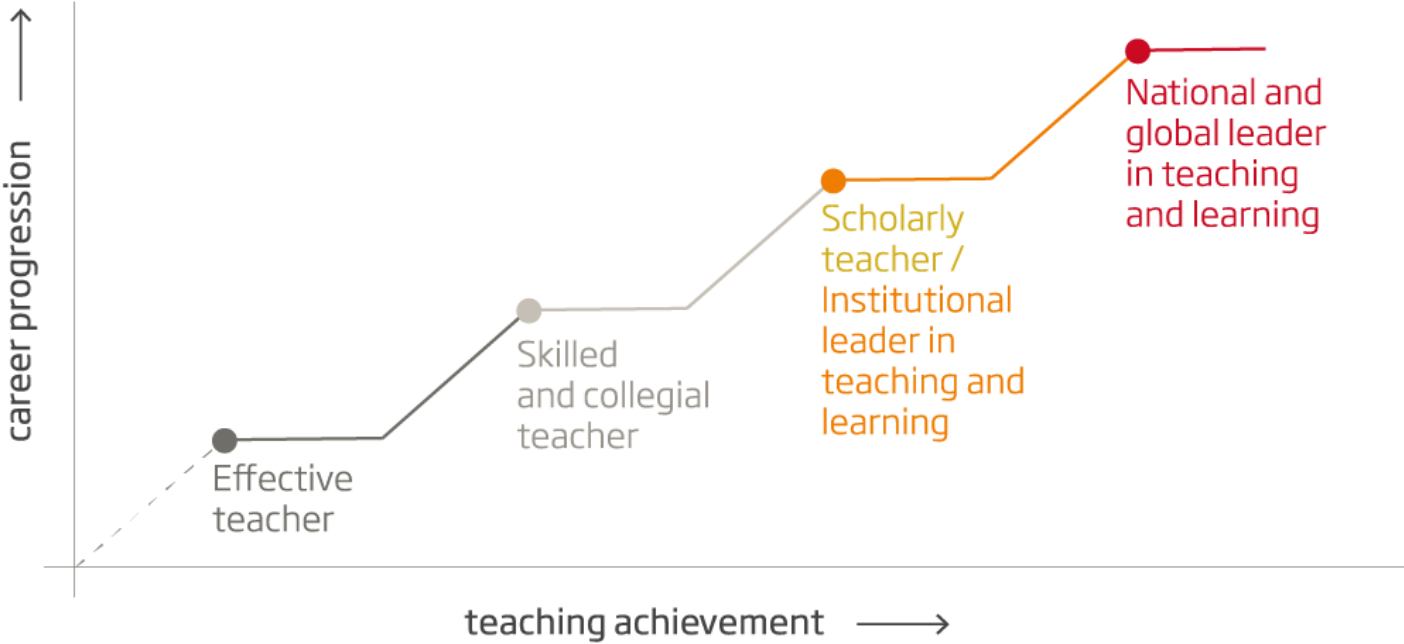 career progression
National and
global leader
in teaching
and learning
Scholarly
teacher /
Institutional
leader in
teaching and
learning
Skilled
and collegial
teacher
Effective
teacher
teaching achievement